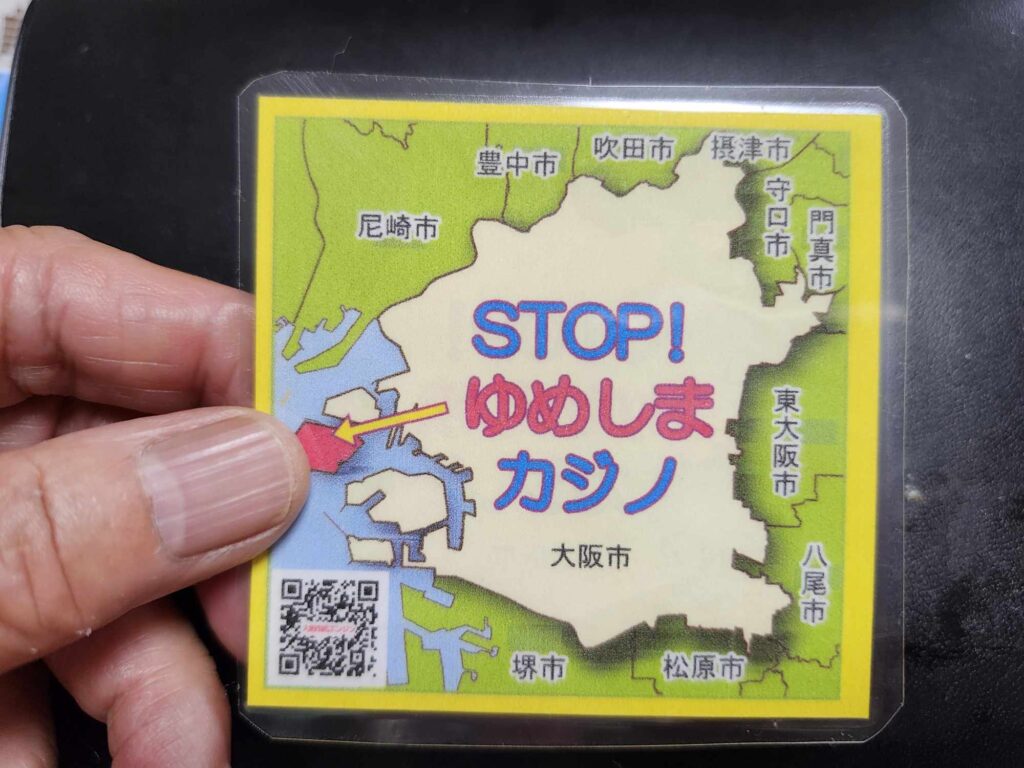 豊中市
吹田市
摂津市
守口市
門真市
尼崎市
STOP!
ゆめしま
カジノ
東大阪市
大阪市
八尾市
堺市
松原市